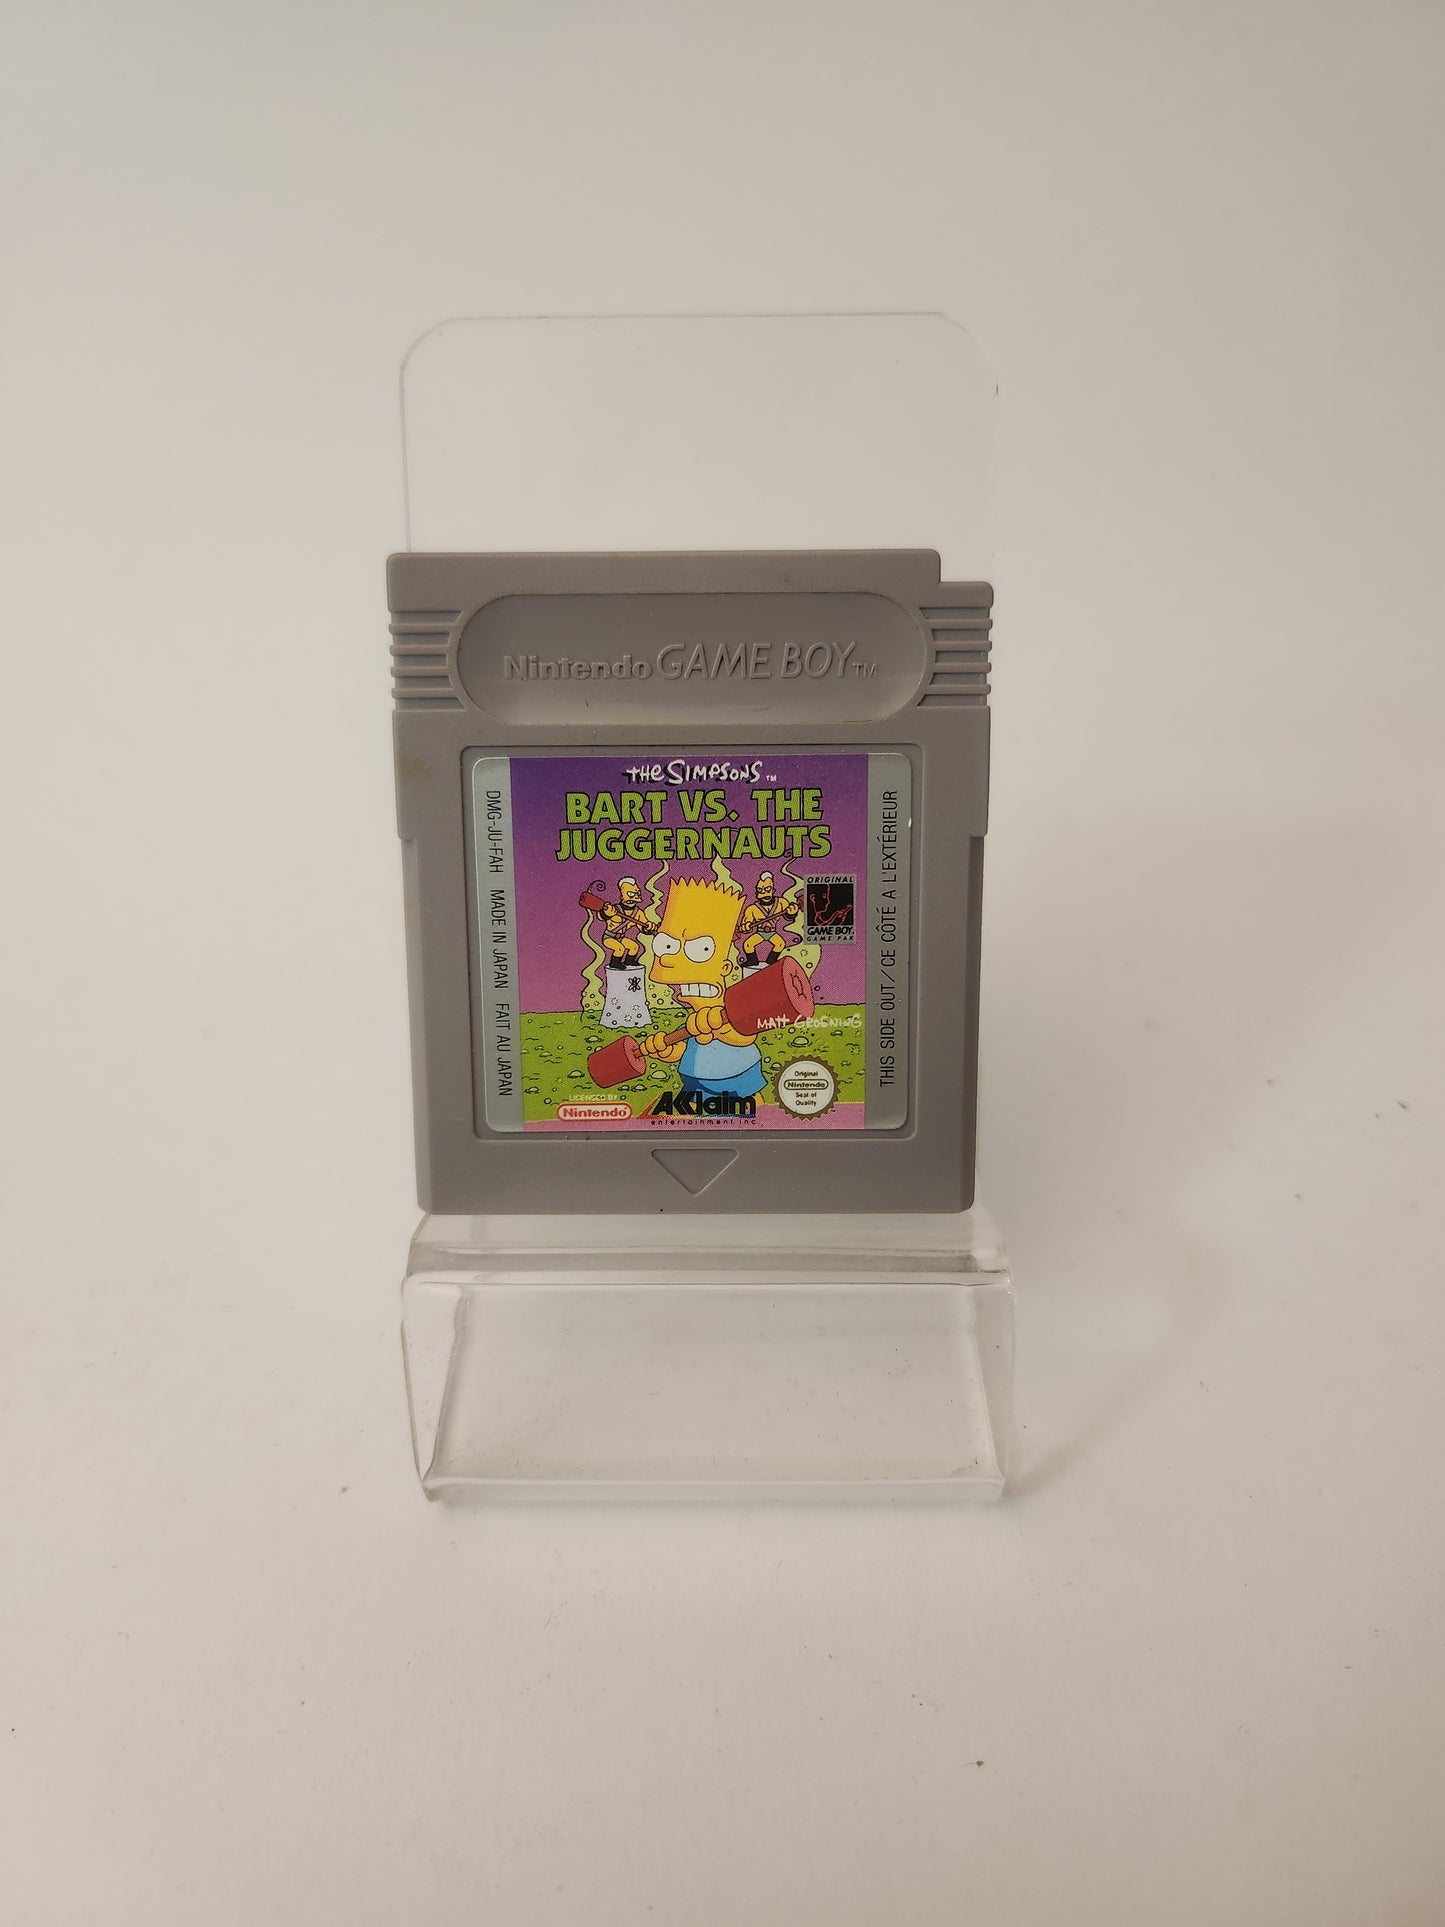 Nintendo GAME BOY TM
THE SIMPSONS TM
BART VS. THE
JUGGERNAUTS
DMG-JU-FAH MADE IN JAPAN FAIT AU JAPAN
ORIGINAL
GAME BOY.
GAME PAK
THIS SIDE OUT/CE CÔTÉ A L'EXTÉRIEUR
MATT GROENING
LICENSED BY
Nintendo
AKKlaim
entertainment inc.
Original
Nintendo
Seal of
Quality